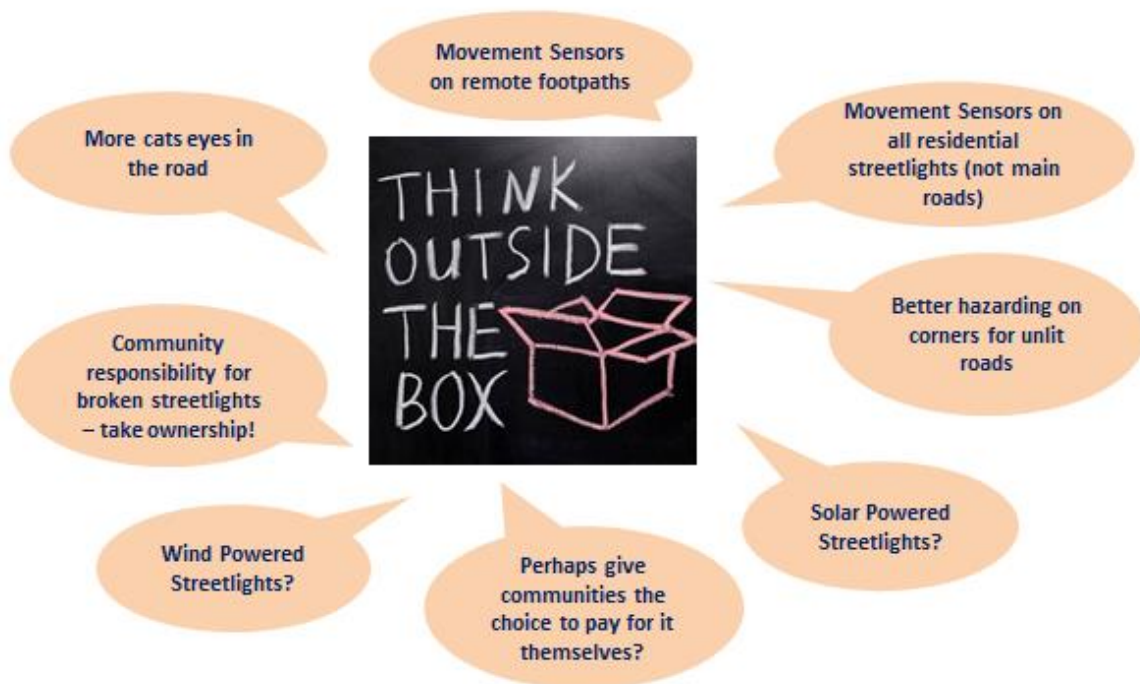 Movement Sensors
on remote footpaths
More cats eyes in
the road
Movement Sensors on
all residential
streetlights (not main
roads)
THINK
OUTSIDE
THE
BOX
Better hazarding on
corners for unlit
roads
Community
responsibility for
broken streetlights
– take ownership!
Solar Powered
Streetlights?
Wind Powered
Streetlights?
Perhaps give
communities the
choice to pay for it
themselves?